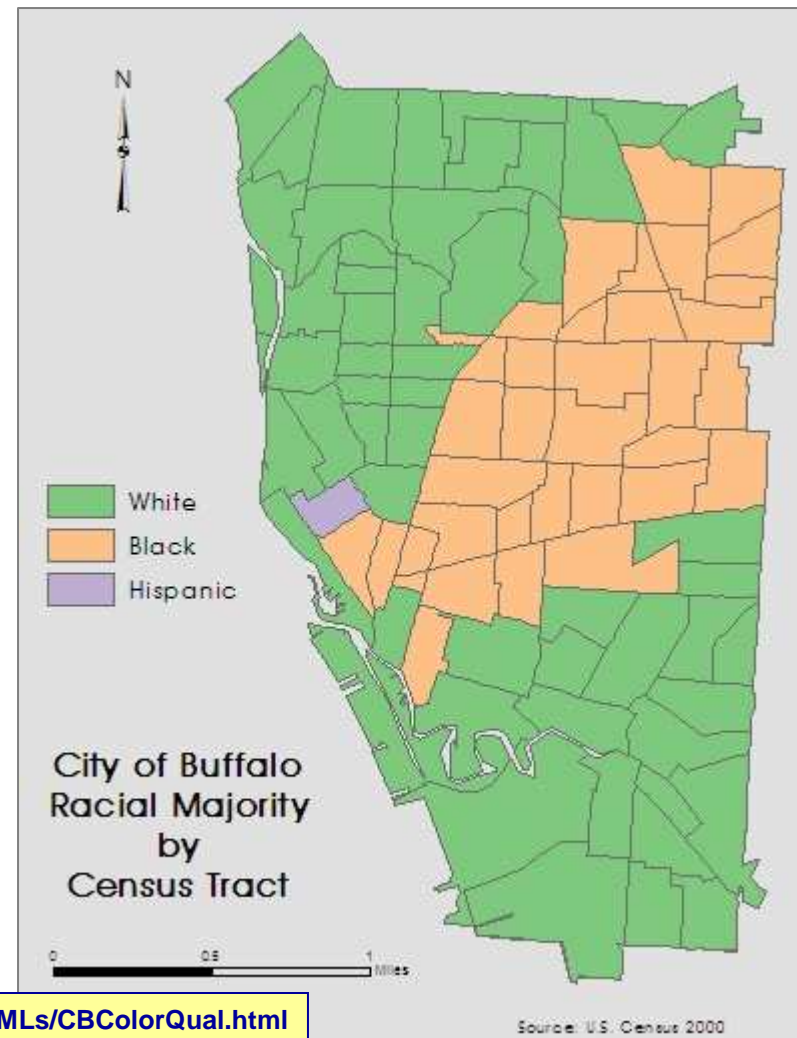 N
White
Black
Hispanic
City of Buffalo
Racial Majority
by
Census Tract
0 0.5 1
Miles
MLs/CBColorQual.html
Source: U.S. Census 2000